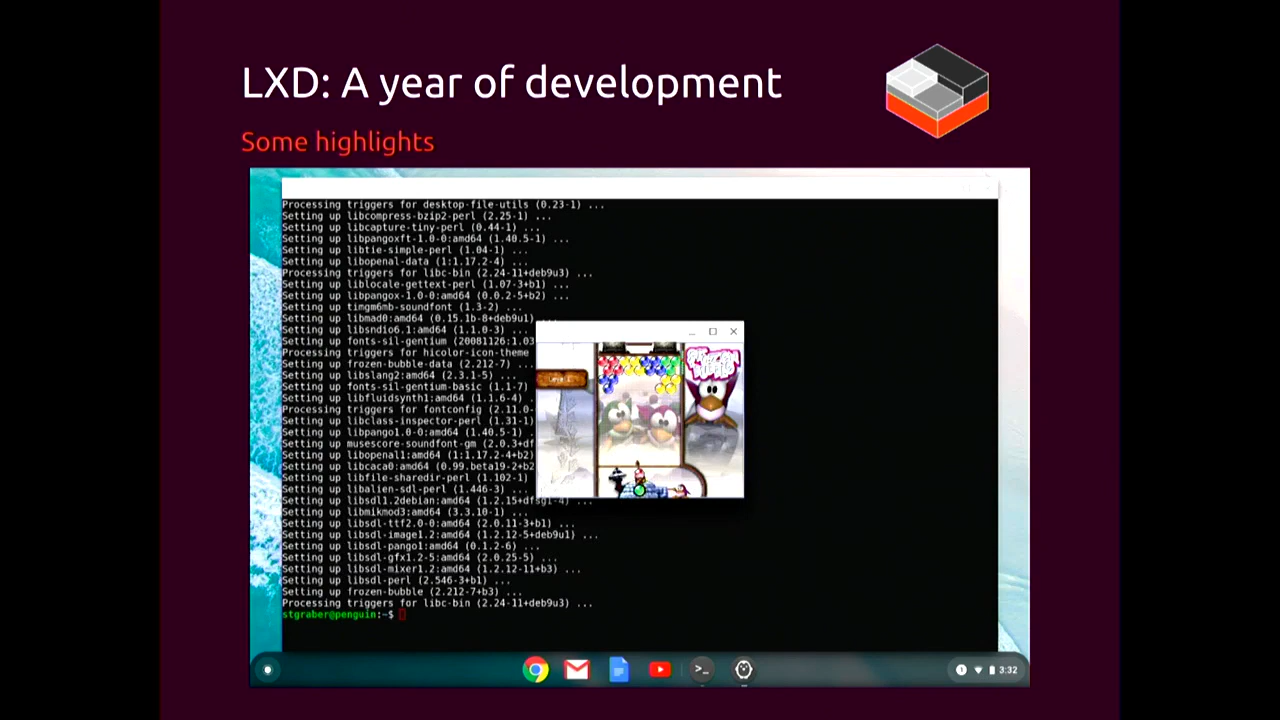 LXD: A year of development
Some highlights
Processing triggers for desktop-file-utils (0.23-1) ...
Setting up libcompress-bzip2-perl (2.25-1) ...
Setting up libcapture-tiny-perl (0.44-1) ...
Setting up libpangoxft-1.0-0:amd64 (1.40.5-1) ...
Setting up libtie-simple-perl (1.04-1) ...
Setting up libopenal-data (1:1.17.2-4) ...
Processing triggers for libc-bin (2.24-11+deb9u3) ...
Setting up liblocale-gettext-perl (1.07-3+b1) ...
Setting up libpangox-1.0-0:amd64 (0.0.2-5+b2) ...
Setting up timgm6mb-soundfont (1.3-2) ...
Setting up libmad0:amd64 (0.15.1b-8+deb9u1) ...
Setting up libsndio6.1:amd64 (1.1.0-3) ...
Setting up fonts-sil-gentium (20081126:1.03
Processing triggers for hicolor-icon-theme
Setting up frozen-bubble-data (2.212-7) ...
Setting up libslang2:amd64 (2.3.1-5) ...
Setting up fonts-sil-gentium-basic (1.1-7)
Setting up libfluidsynth1:amd64 (1.1.6-4) .
Processing triggers for fontconfig (2.11.0-
Setting up libclass-inspector-perl (1.31-1)
Setting up libpango1.0-0:amd64 (1.40.5-1) .
Setting up musescore-soundfont-gm (2.0.3+df
Setting up libopenal1:amd64 (1:1.17.2-4+b2)
Setting up libcaca0:amd64 (0.99.beta19-2+b2
Setting up libfile-sharedir-perl (1.102-1)
Setting up libalien-sdl-perl (1.446-3) ...
Setting up libsdl1.2debian:amd64 (1.2.15+dfsg1-4) ...
Setting up libmikmod3:amd64 (3.3.10-1) ...
Setting up libsdl-ttf2.0-0:amd64 (2.0.11-3+b1) ...
Setting up libsdl-image1.2:amd64 (1.2.12-5+deb9u1) ...
Setting up libsdl-pango1:amd64 (0.1.2-6) ...
Setting up libsdl-gfx1.2-5:amd64 (2.0.25-5) ...
Setting up libsdl-mixer1.2:amd64 (1.2.12-11+b3) ...
Setting up libsdl-perl (2.546-3+b1) ...
Setting up frozen-bubble (2.212-7+b3) ...
Processing triggers for libc-bin (2.24-11+deb9u3) ...
stgraber@penguin:~$
3:32